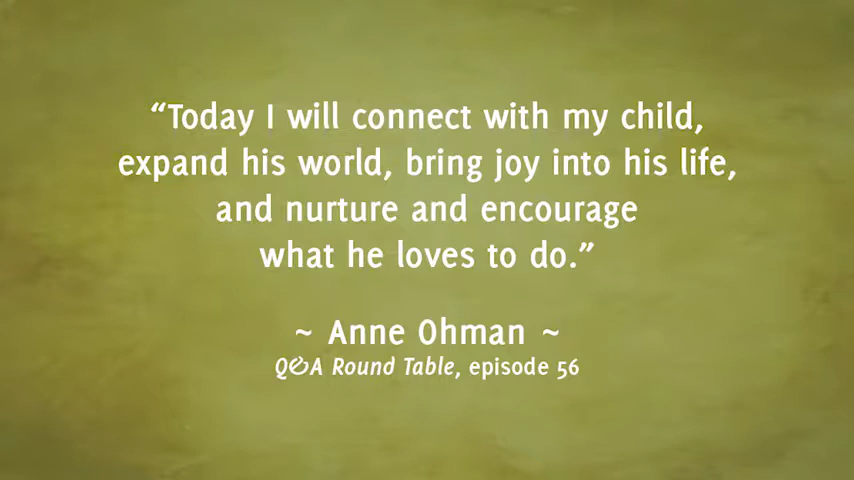 “Today I will connect with my child,
expand his world, bring joy into his life,
and nurture and encourage
what he loves to do.”
~ Anne Ohman ~
Q&A Round Table, episode 56